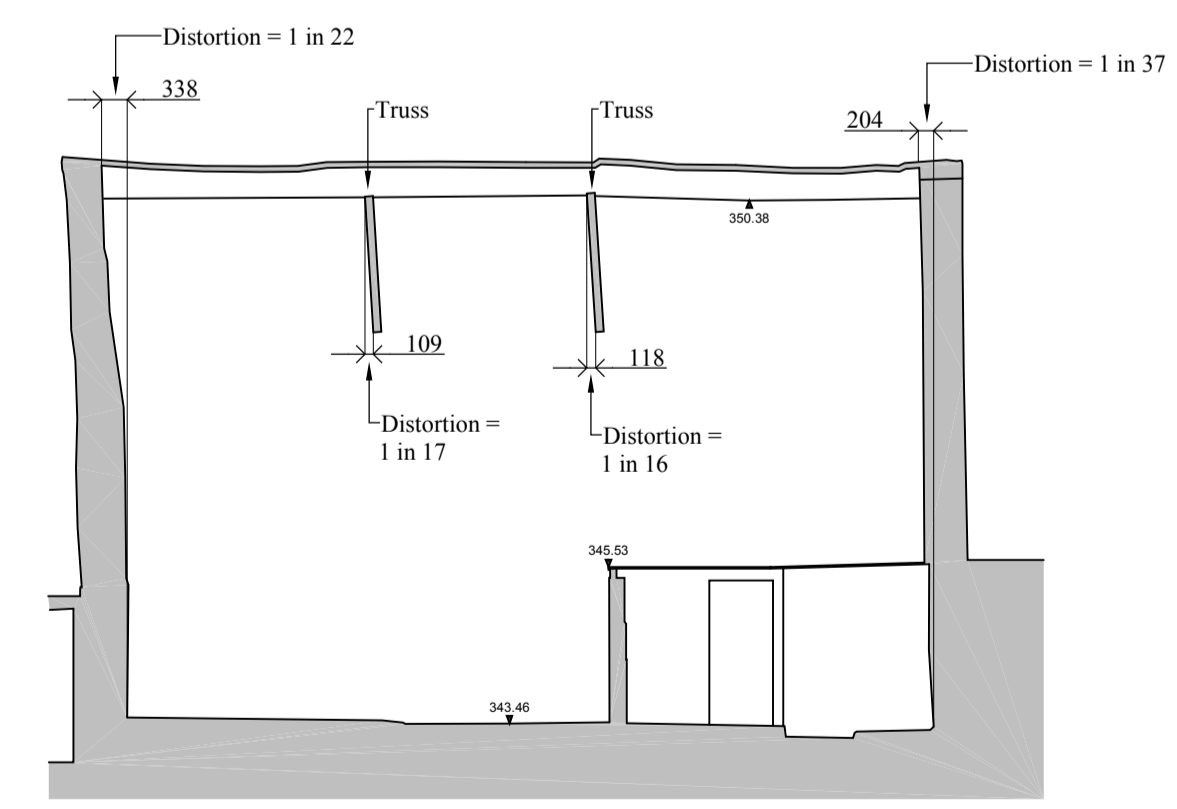 Distortion = 1 in 22
Distortion = 1 in 37
338
Truss
Truss
204
350.38
109
118
Distortion =
1 in 17
Distortion =
1 in 16
345.53
343.46